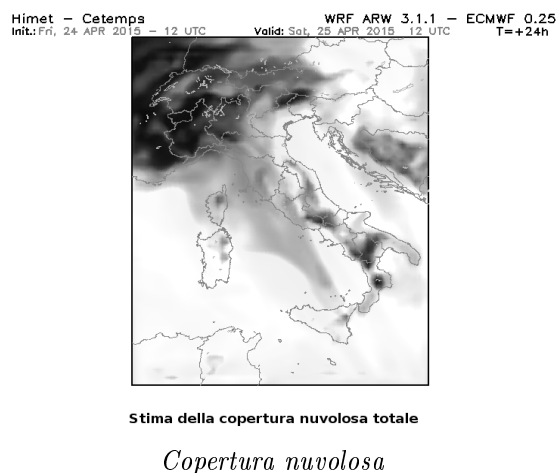 Himet – Cetemps WRF ARW 3.1.1 – ECMWF 0.25
Init.: Fri, 24 APR 2015 – 12 UTC Valid: Sat, 25 APR 2015 12 UTC T=+24h
Stima della copertura nuvolosa totale
Copertura nuvolosa